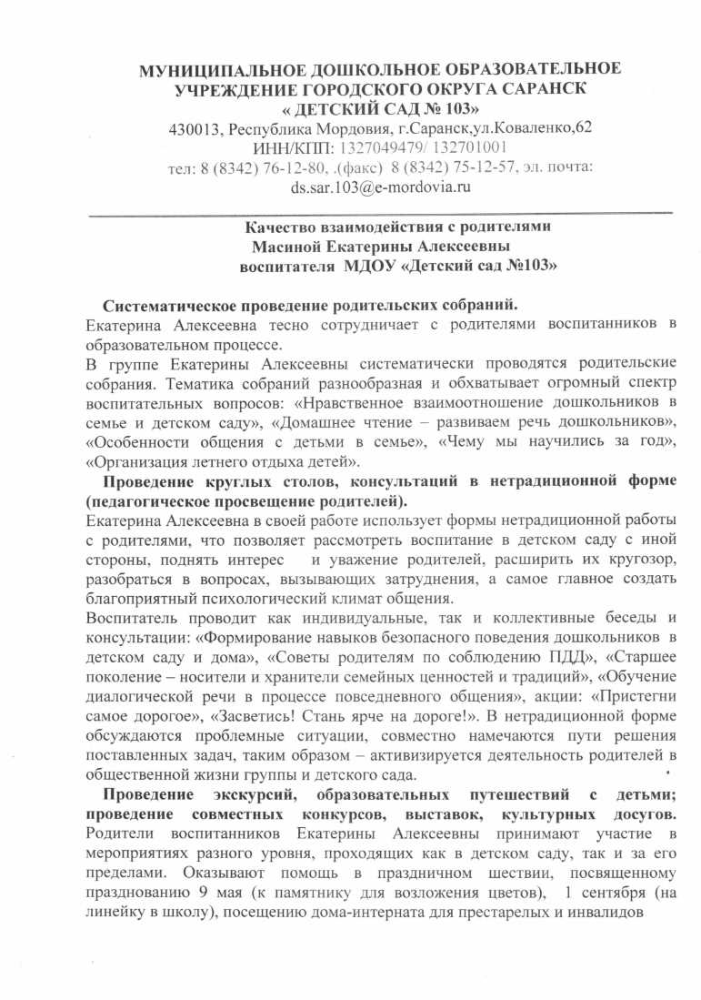 МУНИЦИПАЛЬНОЕ ДОШКОЛЬНОЕ ОБРАЗОВАТЕЛЬНОЕ
УЧРЕЖДЕНИЕ ГОРОДСКОГО ОКРУГА САРАНСК
« ДЕТСКИЙ САД № 103»
430013, Республика Мордовия, г.Саранск,ул.Коваленко,62
ИНН/КПП: 1327049479/ 132701001
тел: 8 (8342) 76-12-80, .(факс) 8 (8342) 75-12-57, эл. почта:
ds.sar.103@e-mordovia.ru
Качество взаимодействия с родителями
Масиной Екатерины Алексеевны
воспитателя МДОУ «Детский сад №103»
Систематическое проведение родительских собраний.
Екатерина Алексеевна тесно сотрудничает с родителями воспитанников в
образовательном процессе.
В группе Екатерины Алексеевны систематически проводятся родительские
собрания. Тематика собраний разнообразная и обхватывает огромный спектр
воспитательных вопросов: «Нравственное взаимоотношение дошкольников в
семье и детском саду», «Домашнее чтение – развиваем речь дошкольников»,
«Особенности общения с детьми в семье», «Чему мы научились за год»,
«Организация летнего отдыха детей».
Проведение круглых столов, консультаций в нетрадиционной форме
(педагогическое просвещение родителей).
Екатерина Алексеевна в своей работе использует формы нетрадиционной работы
с родителями, что позволяет рассмотреть воспитание в детском саду с иной
стороны, поднять интерес и уважение родителей, расширить их кругозор,
разобраться в вопросах, вызывающих затруднения, а самое главное создать
благоприятный психологический климат общения.
Воспитатель проводит как индивидуальные, так и коллективные беседы и
консультации: «Формирование навыков безопасного поведения дошкольников в
детском саду и дома», «Советы родителям по соблюдению ПДД», «Старшее
поколение – носители и хранители семейных ценностей и традиций», «Обучение
диалогической речи в процессе повседневного общения», акции: «Пристегни
самое дорогое», «Засветись! Стань ярче на дороге!». В нетрадиционной форме
обсуждаются проблемные ситуации, совместно намечаются пути решения
поставленных задач, таким образом – активизируется деятельность родителей в
общественной жизни группы и детского сада.
Проведение экскурсий, образовательных путешествий с детьми;
проведение совместных конкурсов, выставок, культурных досугов.
Родители воспитанников Екатерины Алексеевны принимают участие в
мероприятиях разного уровня, проходящих как в детском саду, так и за его
пределами. Оказывают помощь в праздничном шествии, посвященному
празднованию 9 мая (к памятнику для возложения цветов), 1 сентября (на
линейку в школу), посещению дома-интерната для престарелых и инвалидов